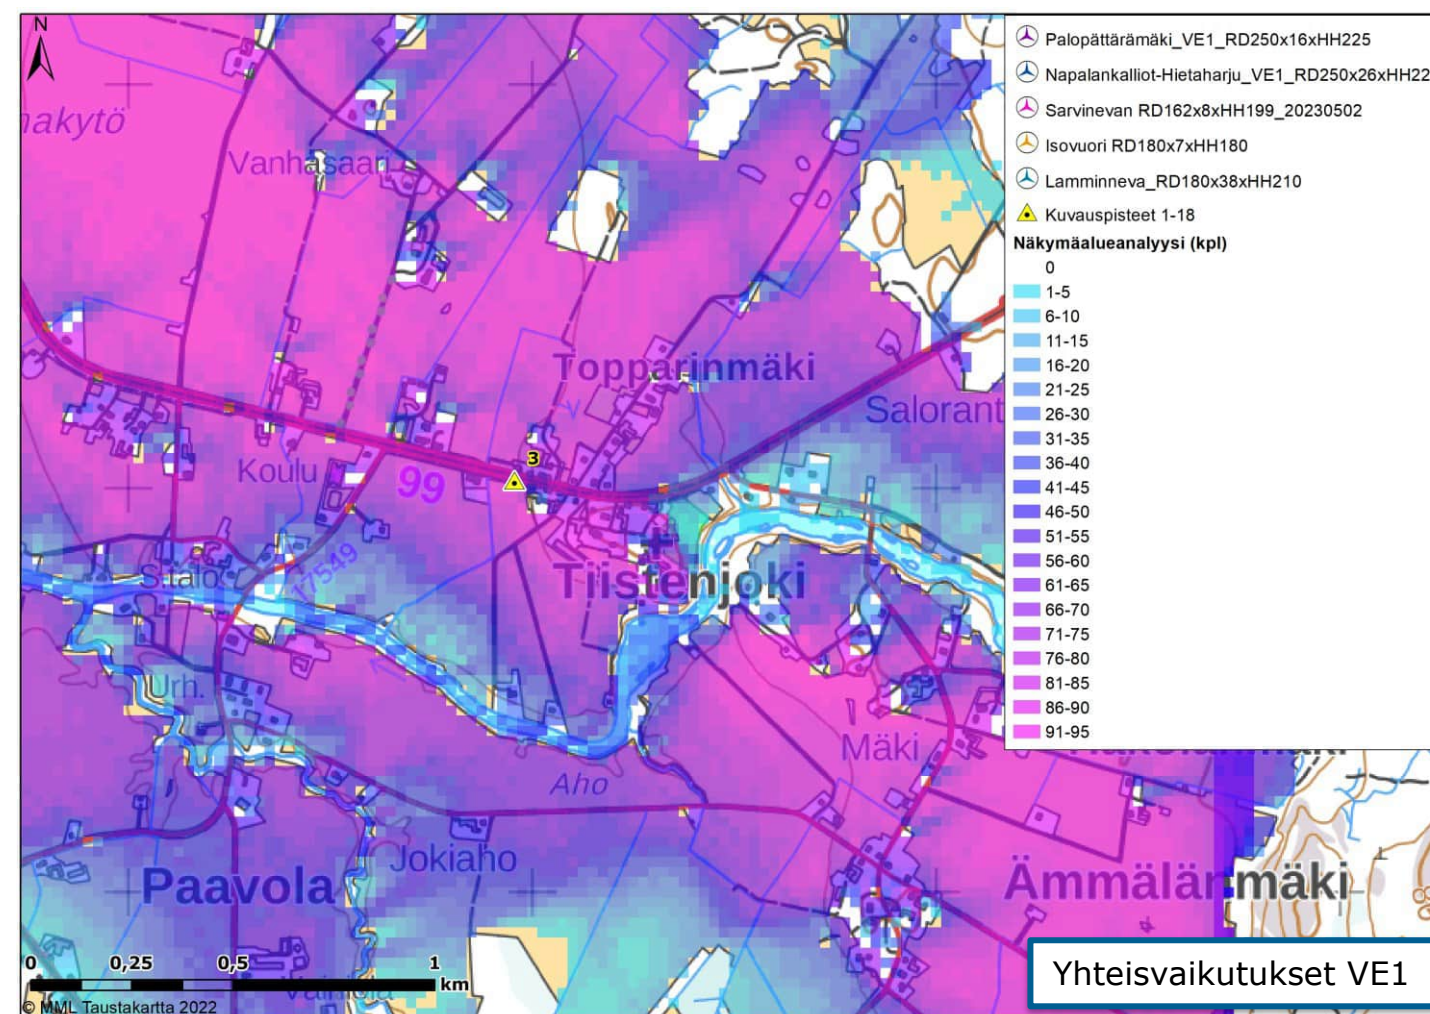 N
Palopättärämäki_VE1_RD250x16xHH225
Napalankalliot-Hietaharju_VE1_RD250x26xHH22
Sarvinevan RD162x8xHH199_20230502
Isovuori RD180x7xHH180
Lamminneva_RD180x38xHH210
Kuvauspisteet 1-18
Näkymäalueanalyysi (kpl)
0
1-5
6-10
11-15
16-20
21-25
26-30
31-35
36-40
41-45
46-50
51-55
56-60
61-65
66-70
71-75
76-80
81-85
86-90
91-95
akytö
Vanhasaari
Topparinmäki
Salorant
Koulu
99
3
17549
S.talo
Tiistenjoki
Urh.
Mäki
Aho
Jokiaho
Paavola
Ämmälänmäki
0 0,25 0,5 1
km
© MML Taustakartta 2022
Yhteisvaikutukset VE1